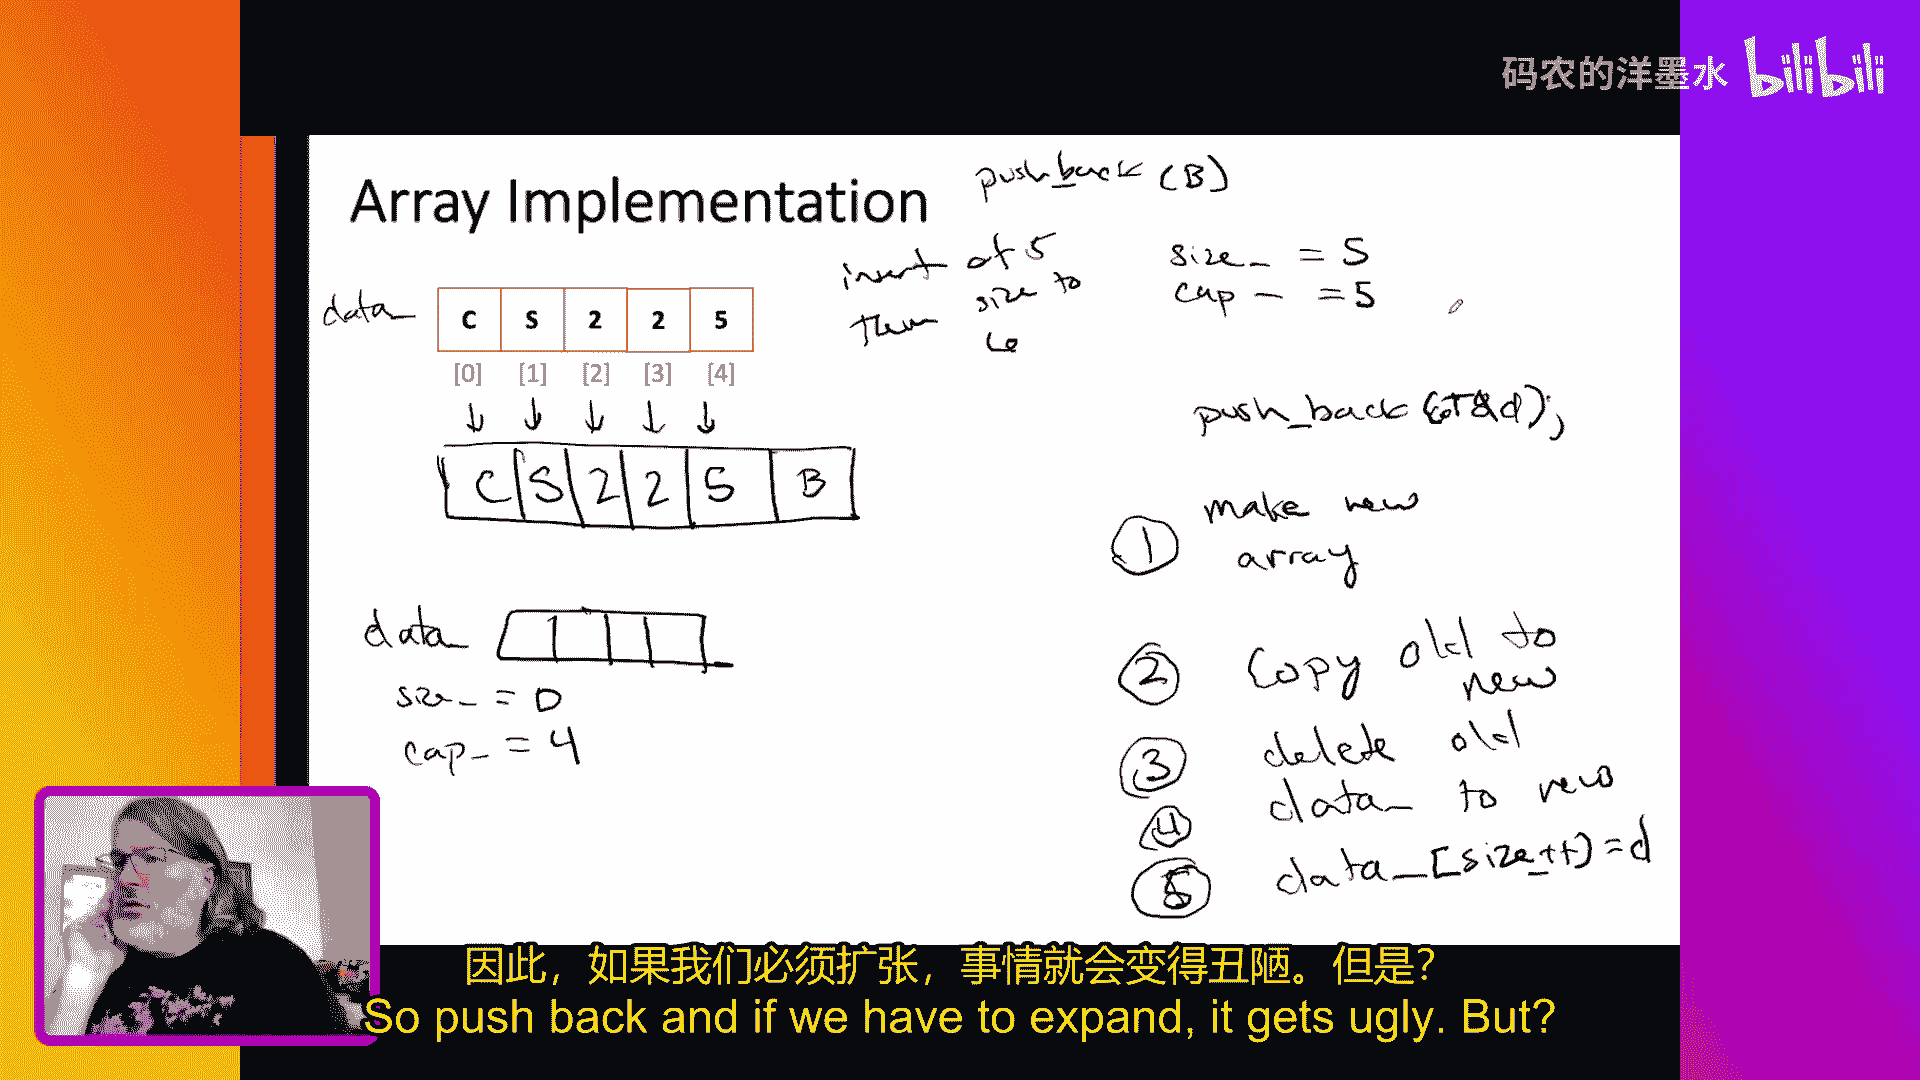 码农的洋墨水 bilibili
Array Implementation
push_back (B)
insert at 5
then size to
6
size_ = 5
cap_ = 5
data_
C S 2 2 5
[0] [1] [2] [3] [4]
C S 2 2 5 B
push_back ( T& d);
① make new
array
② Copy old to
new
③ delete old
④ data_ to new
⑤ data_[size_++] = d
data_
size_ = 0
cap_ = 4
因此，如果我们必须扩张，事情就会变得丑陋。但是？
So push back and if we have to expand, it gets ugly. But?